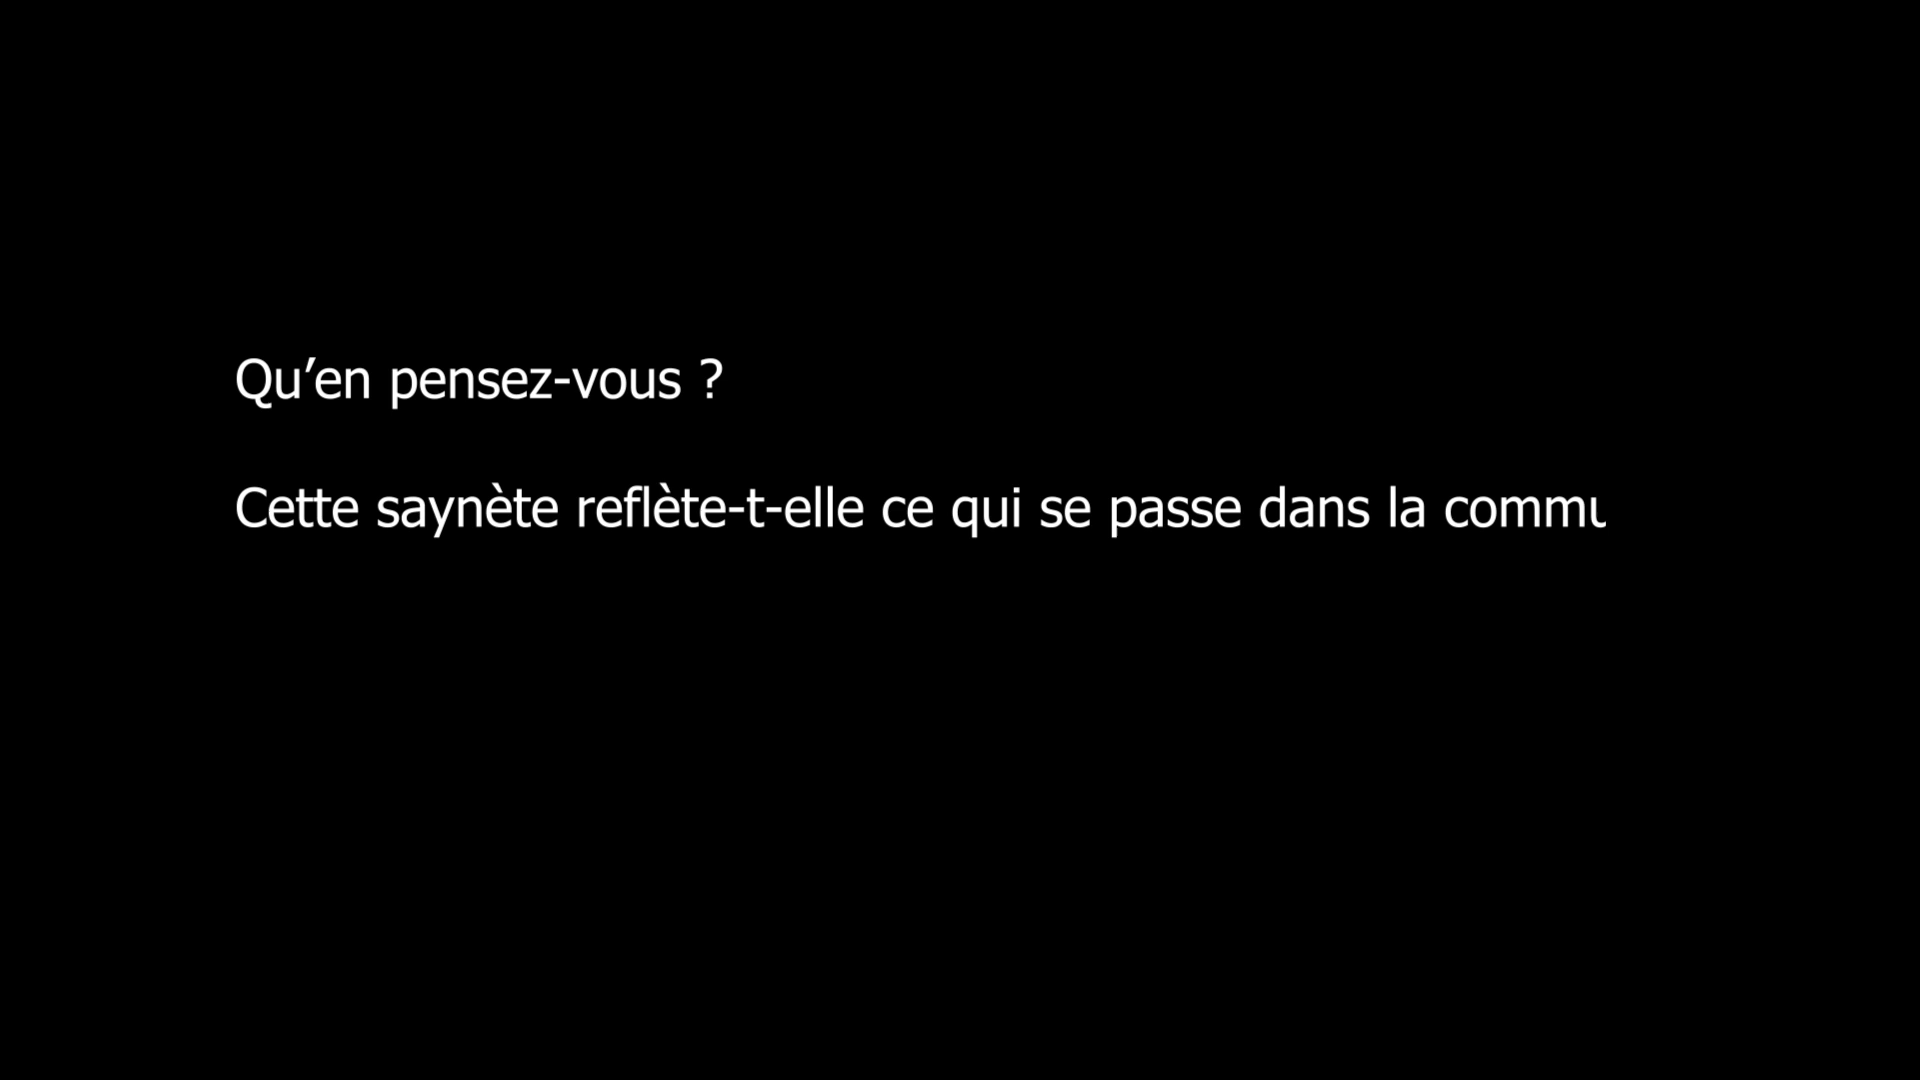 Qu’en pensez-vous ?
Cette saynète reflète-t-elle ce qui se passe dans la